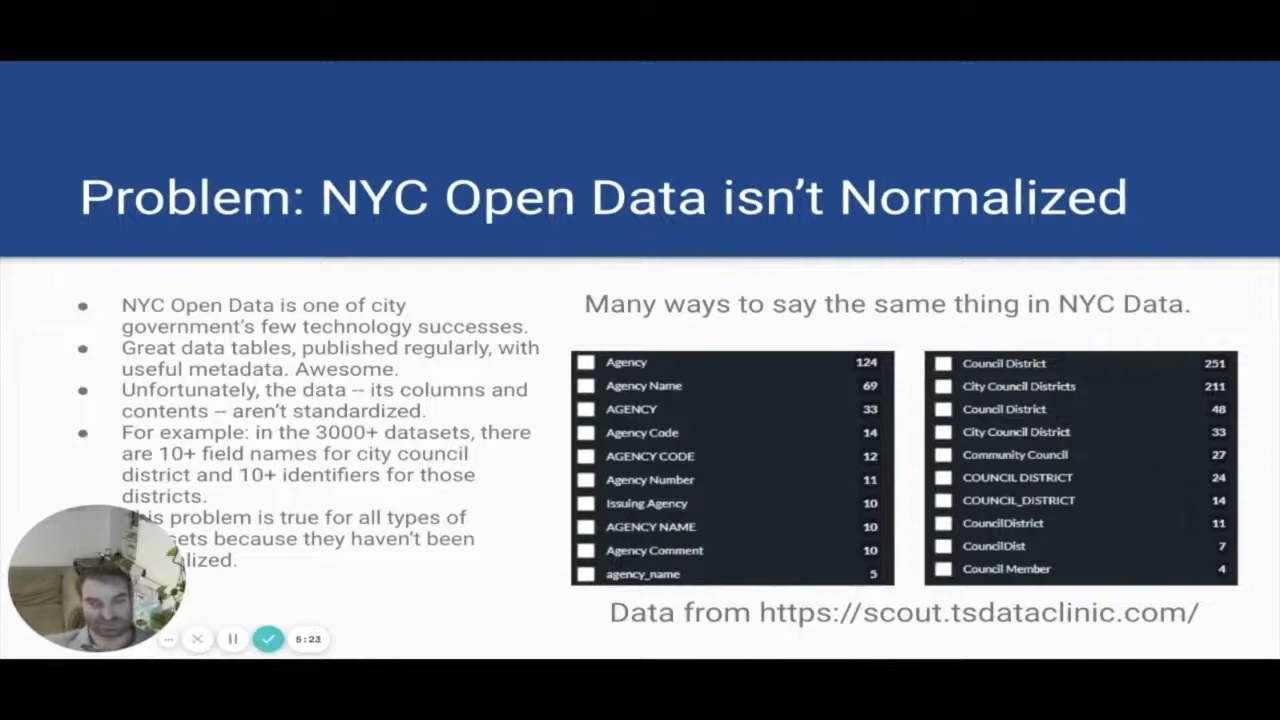 Problem: NYC Open Data isn't Normalized
NYC Open Data is one of city
government's few technology successes.
Great data tables, published regularly, with
useful metadata. Awesome.
Unfortunately, the data -- its columns and
contents -- aren't standardized.
For example: in the 3000+ datasets, there
are 10+ field names for city council
district and 10+ identifiers for those
districts.
is problem is true for all types of
sets because they haven't been
lized.
Many ways to say the same thing in NYC Data.
Agency 124
Agency Name 69
AGENCY 33
Agency Code 14
AGENCY CODE 12
Agency Number 11
Issuing Agency 10
AGENCY NAME 10
Agency Comment 10
agency_name 5
Council District 251
City Council Districts 211
Council District 48
City Council District 33
Community Council 27
COUNCIL DISTRICT 24
COUNCIL_DISTRICT 14
CouncilDistrict 11
CouncilDist 7
Council Member 4
Data from https://scout.tsdataclinic.com/
5:23